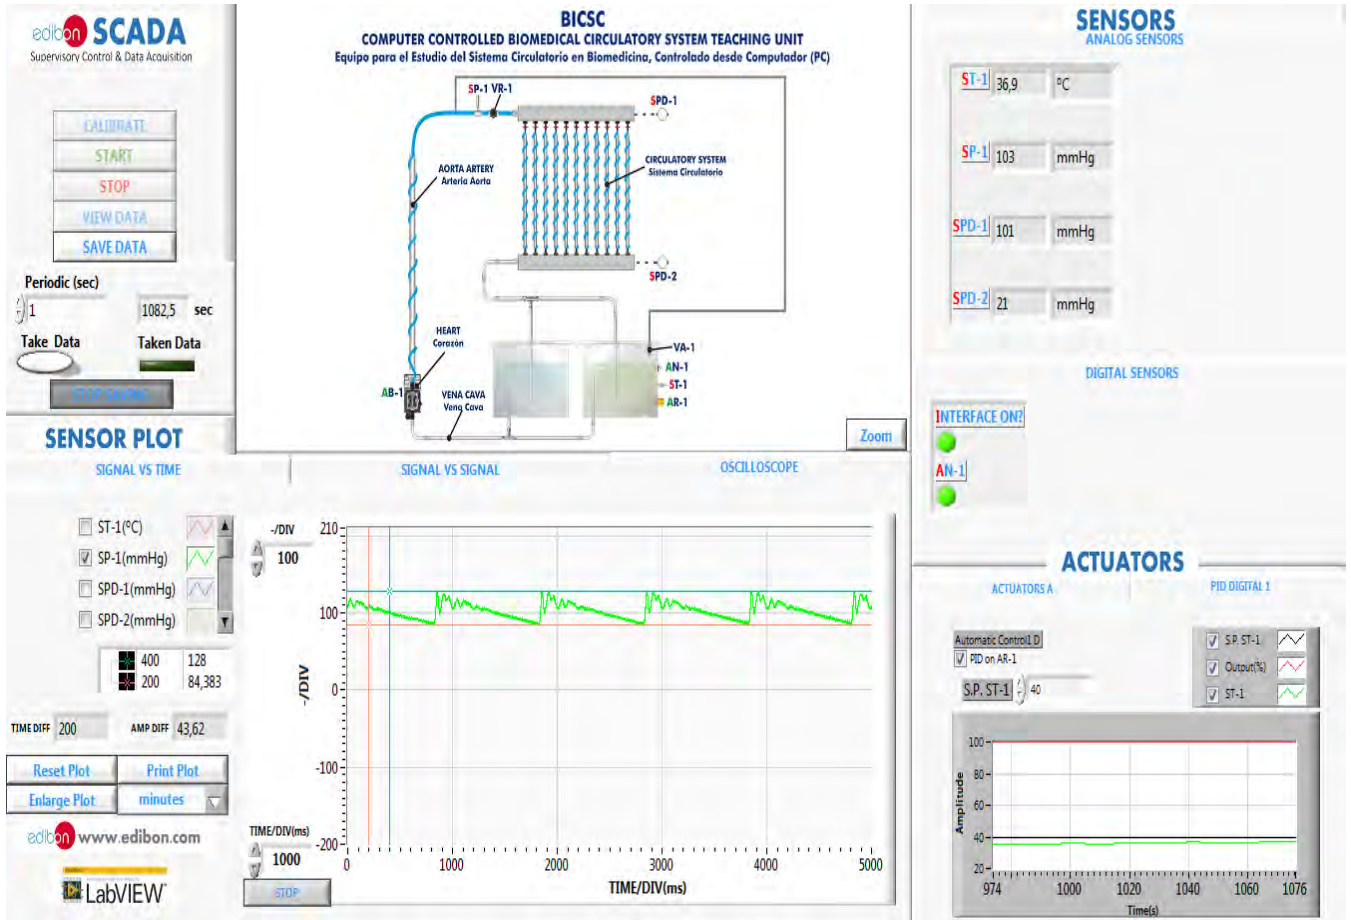 edibon SCADA
Supervisory Control & Data Acquisition
CALIBRATE
START
STOP
VIEW DATA
SAVE DATA
Periodic (sec)
1
1082,5 sec
Take Data
Taken Data
STOP SAVING
BICSC
COMPUTER CONTROLLED BIOMEDICAL CIRCULATORY SYSTEM TEACHING UNIT
Equipo para el Estudio del Sistema Circulatorio en Biomedicina, Controlado desde Computador (PC)
SP-1 VR-1
SPD-1
AORTA ARTERY
Arteria Aorta
CIRCULATORY SYSTEM
Sistema Circulatorio
SPD-2
HEART
Corazón
AB-1
VENA CAVA
Vena Cava
VA-1
AN-1
ST-1
AR-1
Zoom
SENSORS
ANALOG SENSORS
ST-1 36,9 ºC
SP-1 103 mmHg
SPD-1 101 mmHg
SPD-2 21 mmHg
DIGITAL SENSORS
INTERFACE ON?
AN-1
SENSOR PLOT
SIGNAL VS TIME
SIGNAL VS SIGNAL
OSCILLOSCOPE
ST-1(ºC)
SP-1(mmHg)
SPD-1(mmHg)
SPD-2(mmHg)
400 128
200 84,383
TIME DIFF 200
AMP DIFF 43,62
Reset Plot
Print Plot
Enlarge Plot
minutes
edibon www.edibon.com
LabVIEW
-/DIV
100
TIME/DIV(ms)
1000
STOP
-/DIV
210
100
0
-100
-200
0 1000 2000 3000 4000 5000
TIME/DIV(ms)
ACTUATORS
ACTUATORS A
PID DIGITAL 1
Automatic Control1 D
PID on AR-1
S.P. ST-1 40
S.P. ST-1
Output(%)
ST-1
Amplitude
100
80
60
40
20
974 1000 1020 1040 1060 1076
Time(s)